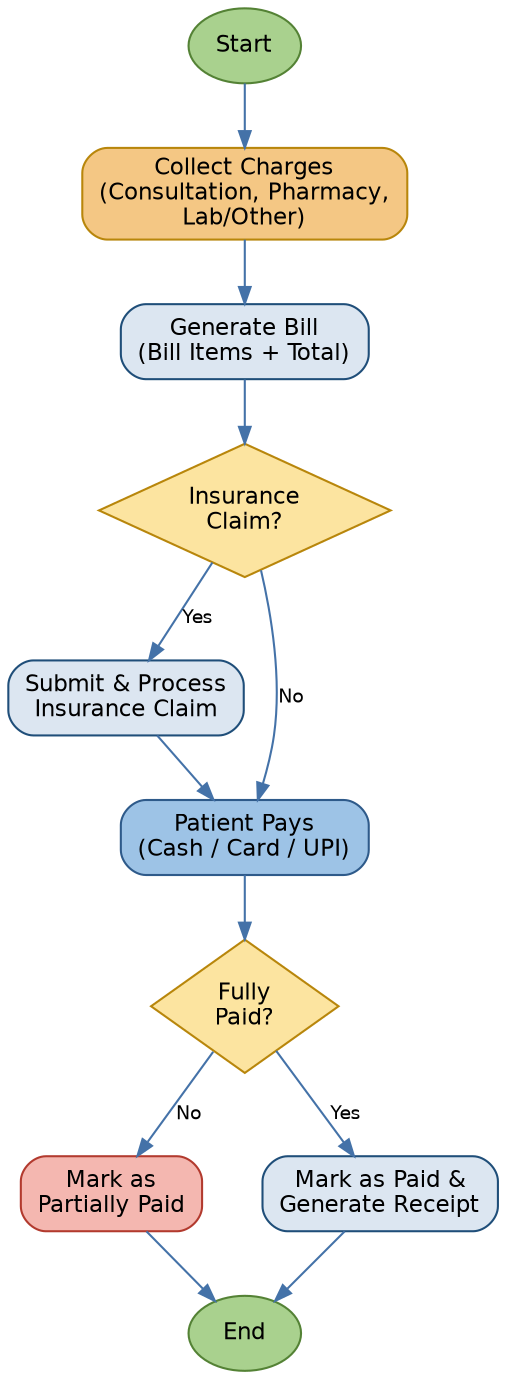 Start
Collect Charges
(Consultation, Pharmacy,
Lab/Other)
Generate Bill
(Bill Items + Total)
Insurance
Claim?
Yes
No
Submit & Process
Insurance Claim
Patient Pays
(Cash / Card / UPI)
Fully
Paid?
No
Yes
Mark as
Partially Paid
Mark as Paid &
Generate Receipt
End